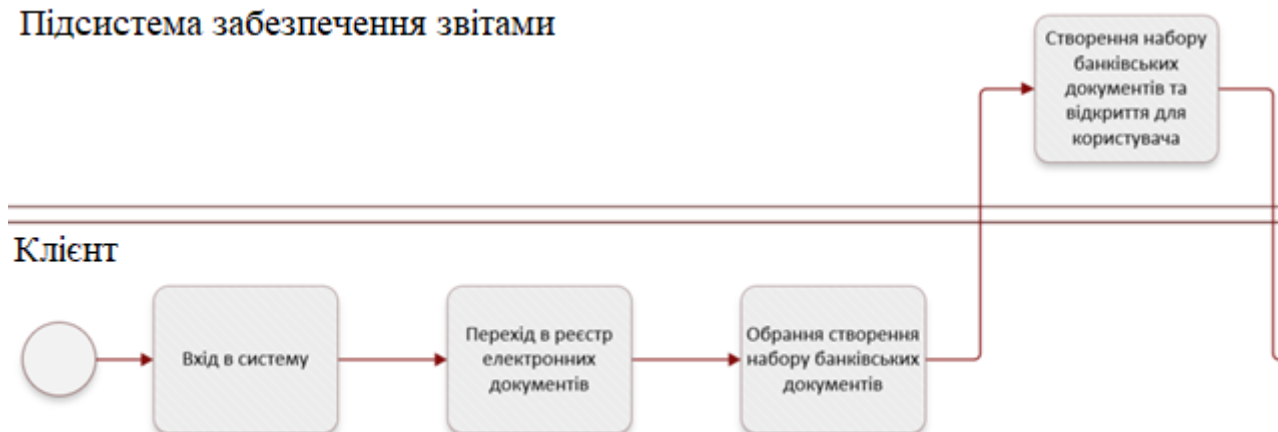 Підсистема забезпечення звітами
Створення набору
банківських
документів та
відкриття для
користувача
Клієнт
Вхід в систему
Перехід в реєстр
електронних
документів
Обрання створення
набору банківських
документів